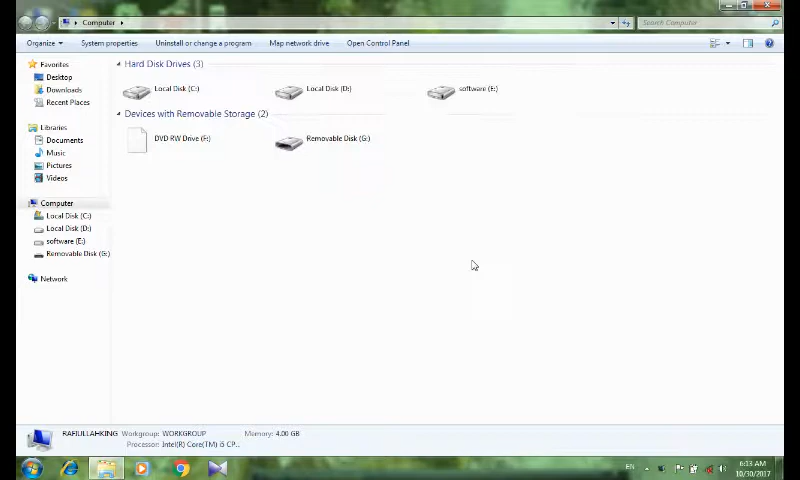 Computer
Search Computer
Organize
System properties
Uninstall or change a program
Map network drive
Open Control Panel
Favorites
Desktop
Downloads
Recent Places
Libraries
Documents
Music
Pictures
Videos
Computer
Local Disk (C:)
Local Disk (D:)
software (E:)
Removable Disk (G:)
Network
Hard Disk Drives (3)
Local Disk (C:)
Local Disk (D:)
software (E:)
Devices with Removable Storage (2)
DVD RW Drive (F:)
Removable Disk (G:)
RAFIULLAHKING Workgroup: WORKGROUP Memory: 4.00 GB
Processor: Intel(R) Core(TM) i5 CP...
EN
6:13 AM
10/30/2017